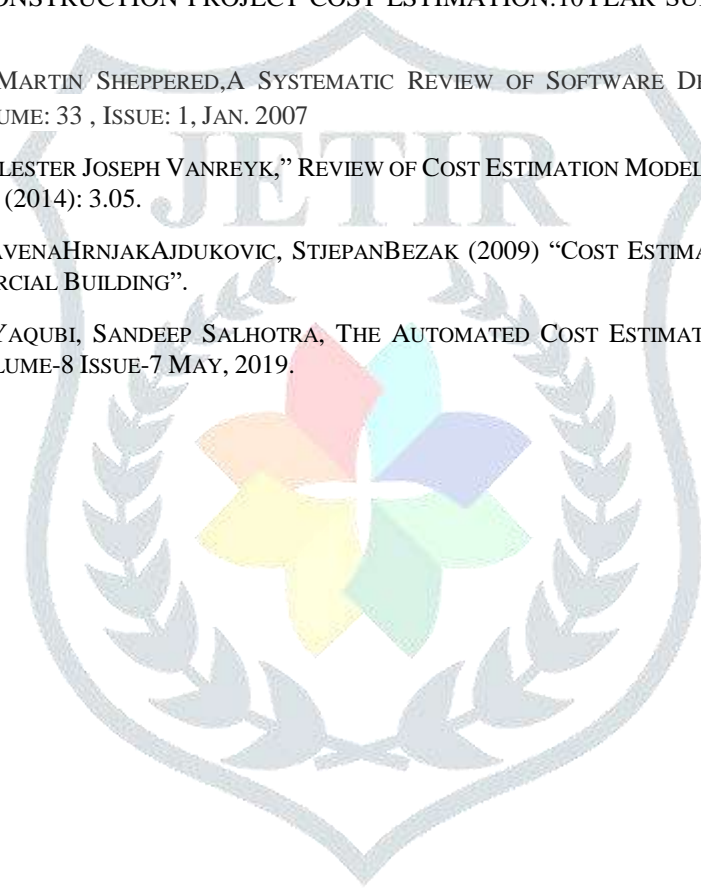 ONSTRUCTION PROJECT COST ESTIMATION:10YEAR SU
MARTIN SHEPPERED,A SYSTEMATIC REVIEW OF SOFTWARE DE
UME: 33 , ISSUE: 1, JAN. 2007
LESTER JOSEPH VANREYK,” REVIEW OF COST ESTIMATION MODEL
(2014): 3.05.
AVENAHRNJAKAJDUKOVIC, STJEPANBEZAK (2009) “COST ESTIMA
RCIAL BUILDING”.
YAQUBI, SANDEEP SALHOTRA, THE AUTOMATED COST ESTIMAT
LUME-8 ISSUE-7 MAY, 2019.
JETIR